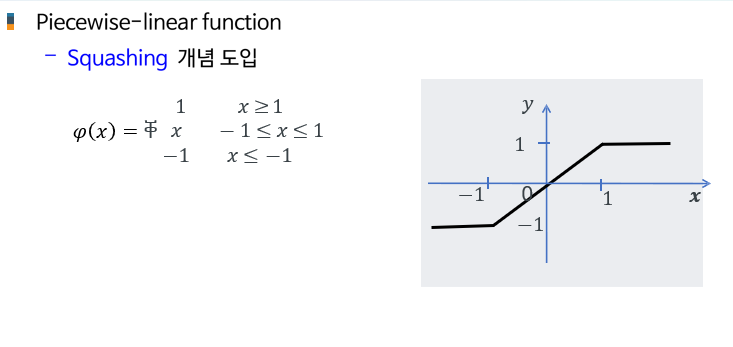 Piecewise-linear function
– Squashing 개념 도입
1 x ≥ 1
φ(x) = x – 1 ≤ x ≤ 1
−1 x ≤ −1
y
1
−1 0 1 x
−1